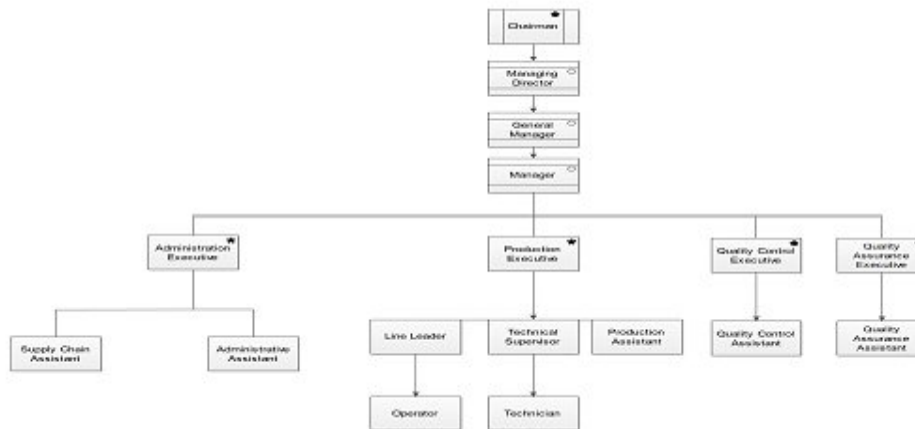 Chairman
Managing
Director
General
Manager
Manager
Administration
Executive
Production
Executive
Quality Control
Executive
Quality
Assurance
Executive
Supply Chain
Assistant
Administrative
Assistant
Line Leader
Technical
Supervisor
Production
Assistant
Quality Control
Assistant
Quality
Assurance
Assistant
Operator
Technician